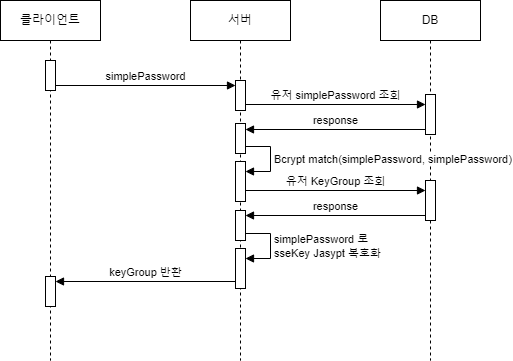 클라이언트
서버
DB
simplePassword
유저 simplePassword 조회
response
Bcrypt match(simplePassword, simplePassword)
유저 KeyGroup 조회
response
simplePassword 로
sseKey Jasypt 복호화
keyGroup 반환